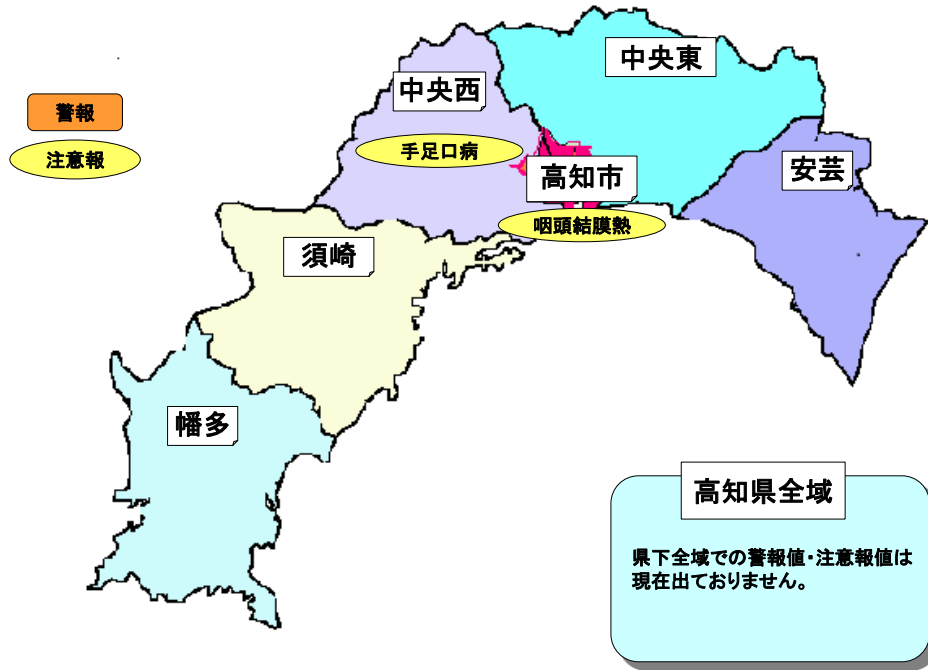 中央東
中央西
警報
注意報
手足口病
高知市
安芸
咽頭結膜熱
須崎
幡多
高知県全域
県下全域での警報値・注意報値は
現在出ておりません。